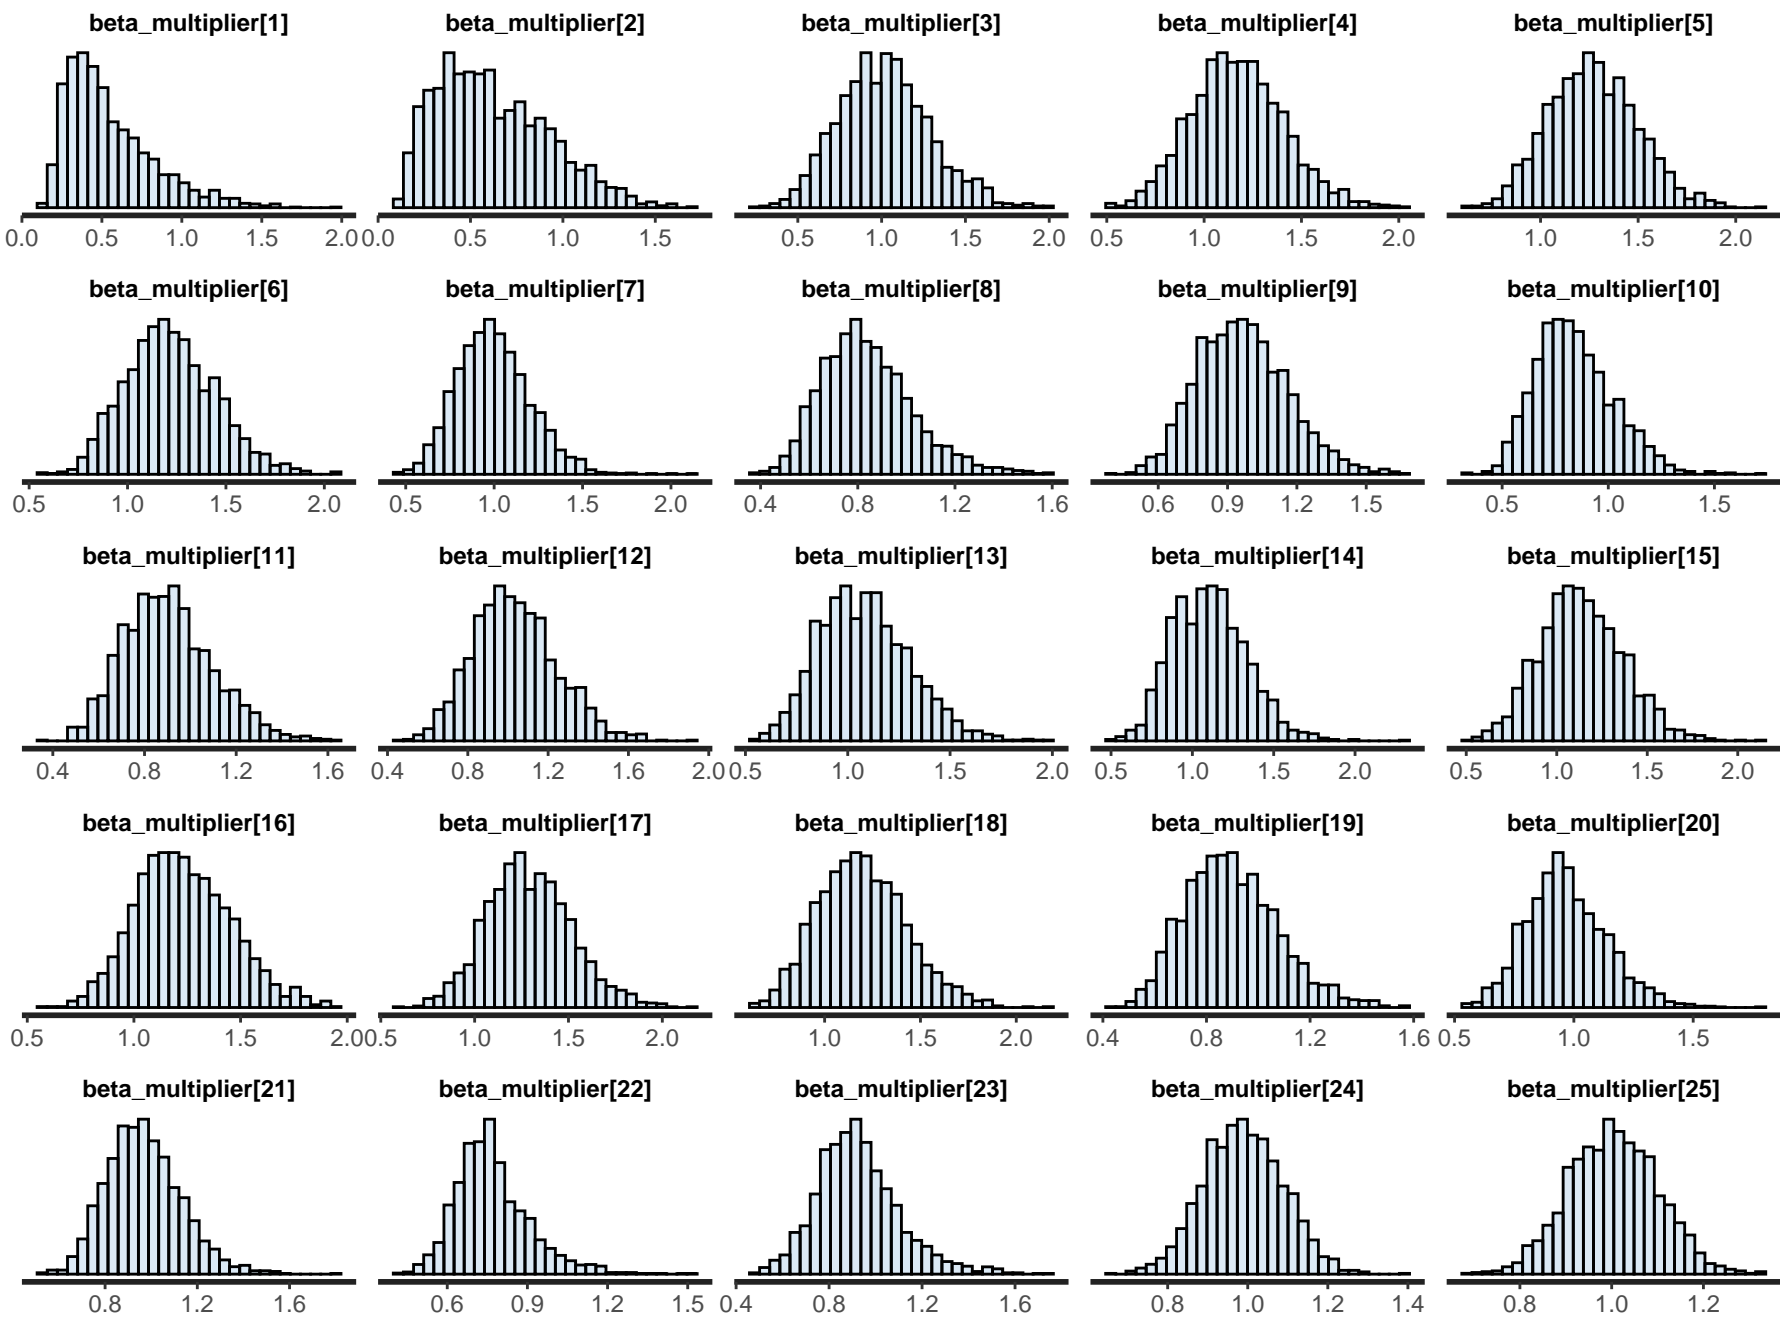 beta_multiplier[1] beta_multiplier[2] beta_multiplier[3] beta_multiplier[4] beta_multiplier[5]
0.0 0.5 1.0 1.5 2.0 0.0 0.5 1.0 1.5 0.5 1.0 1.5 2.0 0.5 1.0 1.5 2.0 1.0 1.5 2.0
beta_multiplier[6] beta_multiplier[7] beta_multiplier[8] beta_multiplier[9] beta_multiplier[10]
0.5 1.0 1.5 2.0 0.5 1.0 1.5 2.0 0.4 0.8 1.2 1.6 0.6 0.9 1.2 1.5 0.5 1.0 1.5
beta_multiplier[11] beta_multiplier[12] beta_multiplier[13] beta_multiplier[14] beta_multiplier[15]
0.4 0.8 1.2 1.6 0.4 0.8 1.2 1.6 2.0 0.5 1.0 1.5 2.0 0.5 1.0 1.5 2.0 0.5 1.0 1.5 2.0
beta_multiplier[16] beta_multiplier[17] beta_multiplier[18] beta_multiplier[19] beta_multiplier[20]
0.5 1.0 1.5 2.0 0.5 1.0 1.5 2.0 1.0 1.5 2.0 0.4 0.8 1.2 1.6 0.5 1.0 1.5
beta_multiplier[21] beta_multiplier[22] beta_multiplier[23] beta_multiplier[24] beta_multiplier[25]
0.8 1.2 1.6 0.6 0.9 1.2 1.5 0.4 0.8 1.2 1.6 0.8 1.0 1.2 1.4 0.8 1.0 1.2